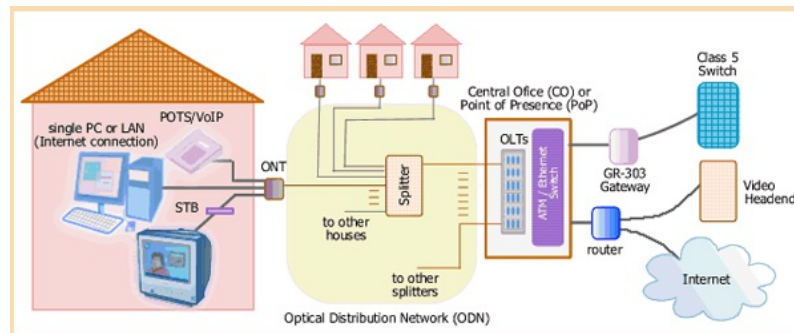 POTS/VoIP
single PC or LAN
(Internet connection)
STB
ONT
Splitter
to other
houses
to other
splitters
Optical Distribution Network (ODN)
Central Ofice (CO) or
Point of Presence (PoP)
OLTs
ATM / Ethernet
Switch
GR-303
Gateway
Class 5
Switch
router
Video
Headend
Internet